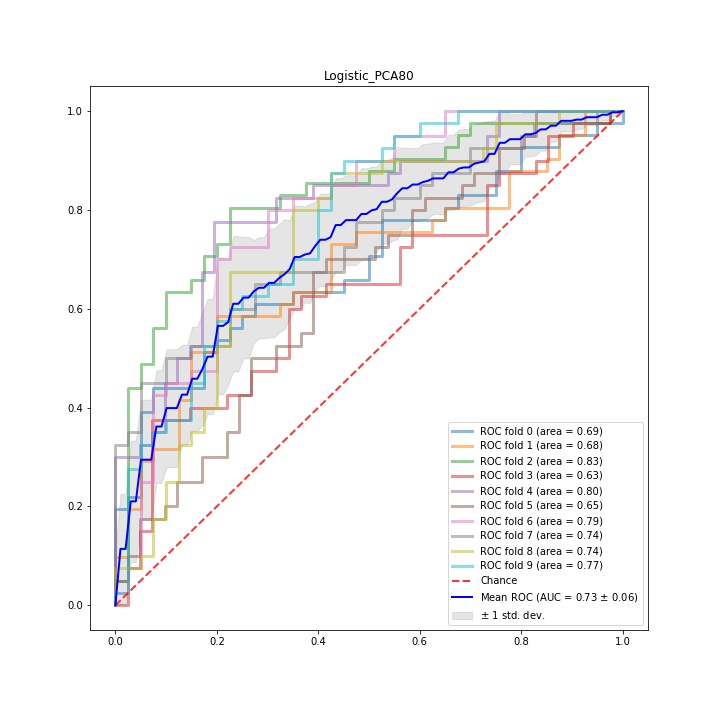 Logistic_PCA80
1.0
0.8
0.6
0.4
0.2
0.0
0.0 0.2 0.4 0.6 0.8 1.0
ROC fold 0 (area = 0.69)
ROC fold 1 (area = 0.68)
ROC fold 2 (area = 0.83)
ROC fold 3 (area = 0.63)
ROC fold 4 (area = 0.80)
ROC fold 5 (area = 0.65)
ROC fold 6 (area = 0.79)
ROC fold 7 (area = 0.74)
ROC fold 8 (area = 0.74)
ROC fold 9 (area = 0.77)
Chance
Mean ROC (AUC = 0.73 ± 0.06)
± 1 std. dev.